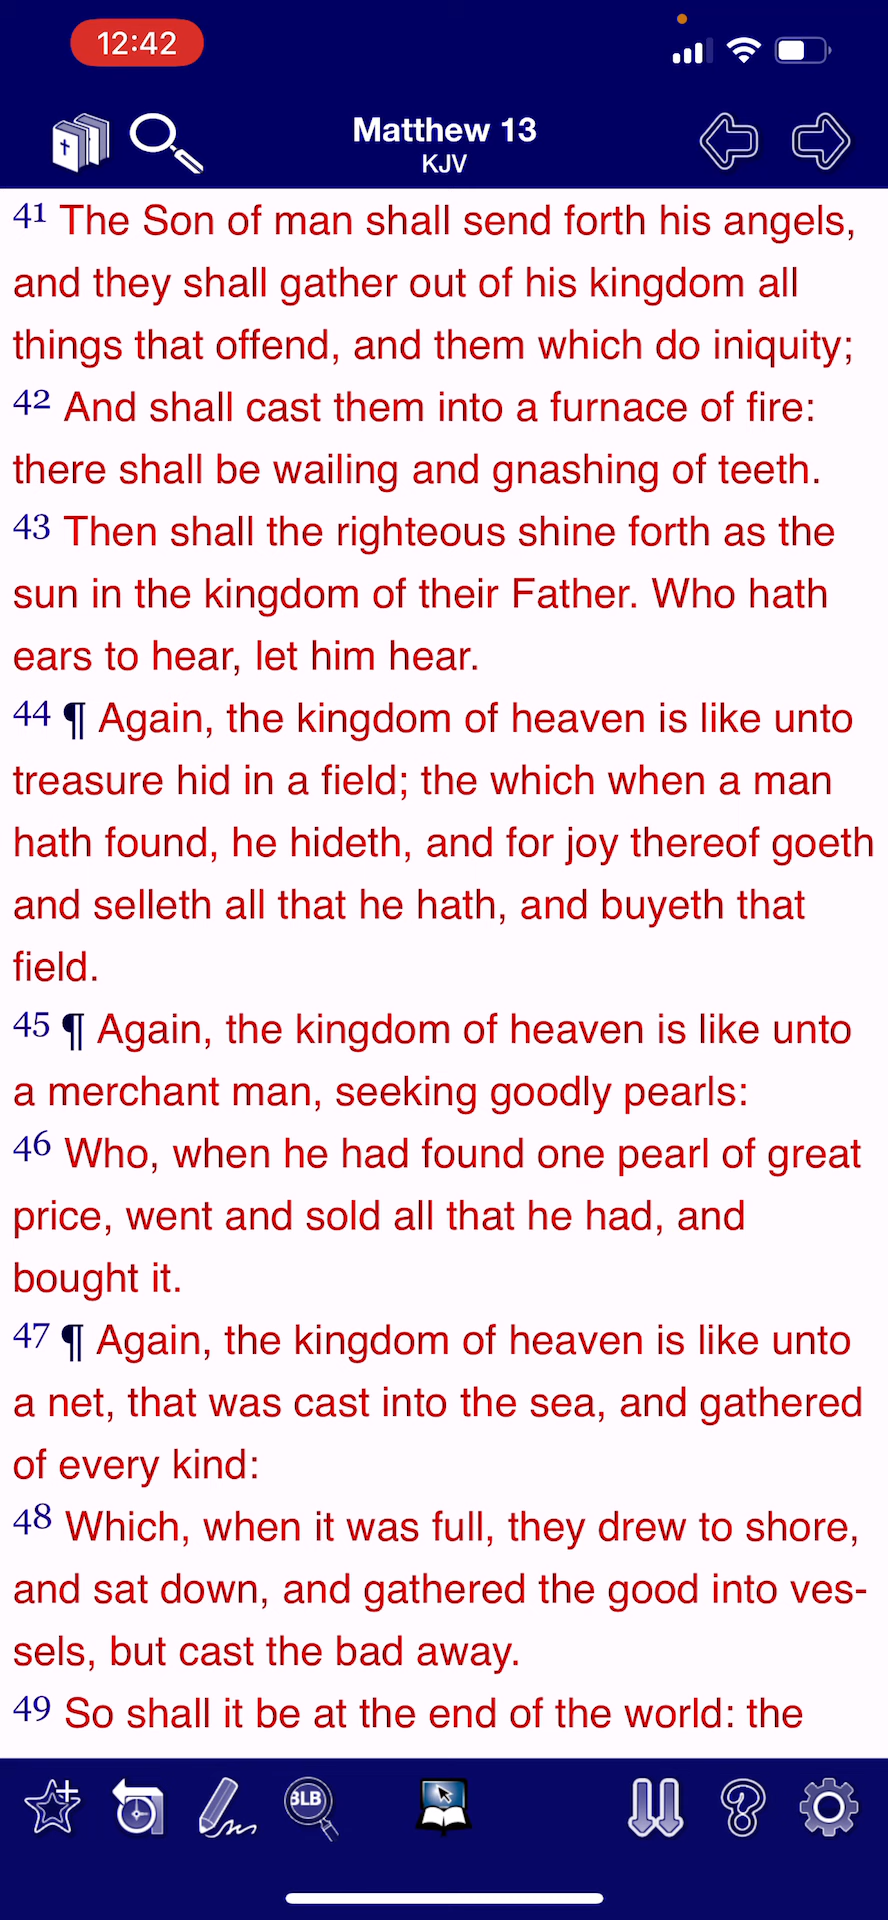 12:42
Matthew 13
KJV
41 The Son of man shall send forth his angels,
and they shall gather out of his kingdom all
things that offend, and them which do iniquity;
42 And shall cast them into a furnace of fire:
there shall be wailing and gnashing of teeth.
43 Then shall the righteous shine forth as the
sun in the kingdom of their Father. Who hath
ears to hear, let him hear.
44 ¶ Again, the kingdom of heaven is like unto
treasure hid in a field; the which when a man
hath found, he hideth, and for joy thereof goeth
and selleth all that he hath, and buyeth that
field.
45 ¶ Again, the kingdom of heaven is like unto
a merchant man, seeking goodly pearls:
46 Who, when he had found one pearl of great
price, went and sold all that he had, and
bought it.
47 ¶ Again, the kingdom of heaven is like unto
a net, that was cast into the sea, and gathered
of every kind:
48 Which, when it was full, they drew to shore,
and sat down, and gathered the good into ves-
sels, but cast the bad away.
49 So shall it be at the end of the world: the
BLB